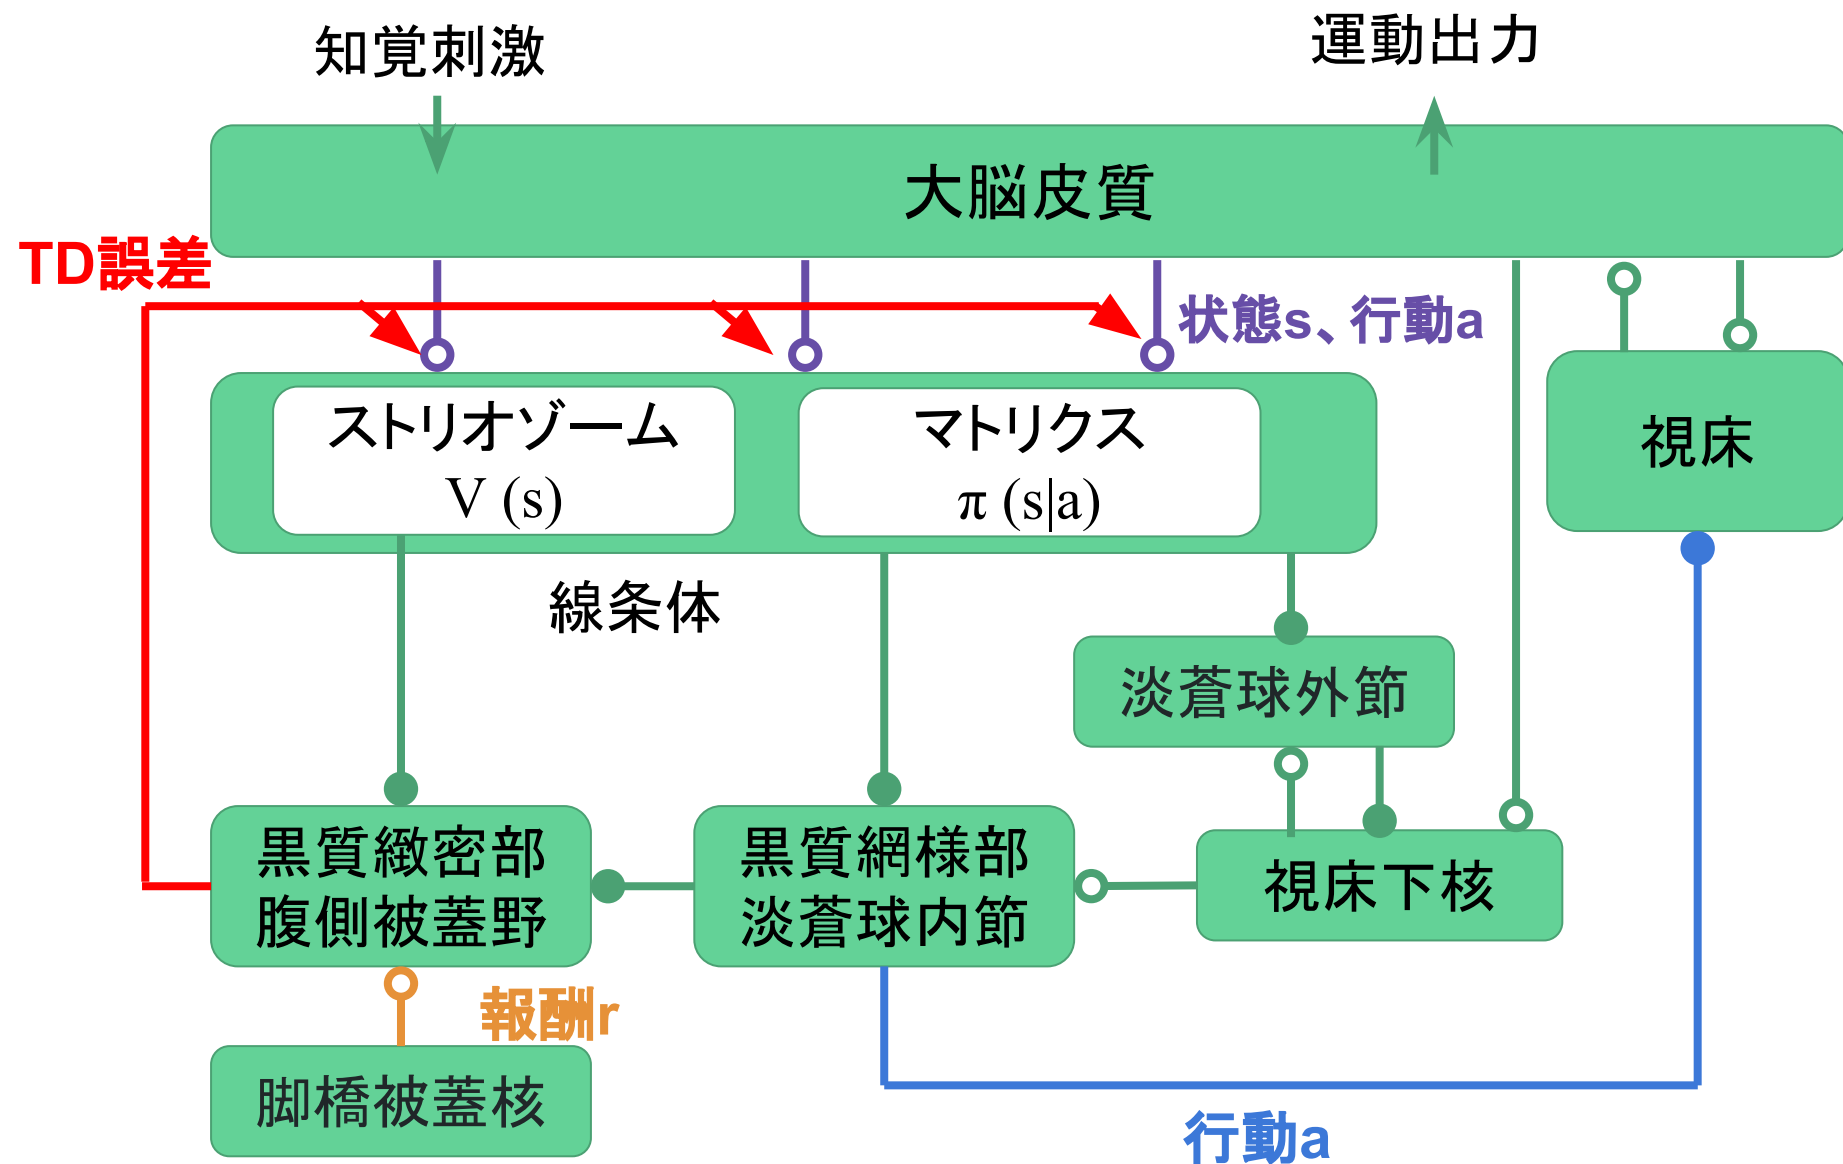 知覚刺激
運動出力
大脳皮質
TD誤差
状態s、行動a
ストリオゾーム
V (s)
マトリクス
π (s|a)
視床
線条体
淡蒼球外節
黒質緻密部
腹側被蓋野
黒質網様部
淡蒼球内節
視床下核
報酬r
脚橋被蓋核
行動a